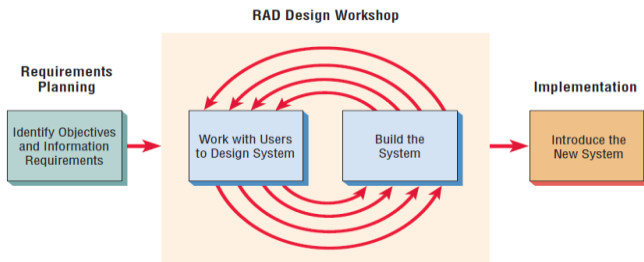 RAD Design Workshop
Requirements
Planning
Identify Objectives
and Information
Requirements
Work with Users
to Design System
Build the
System
Implementation
Introduce the
New System